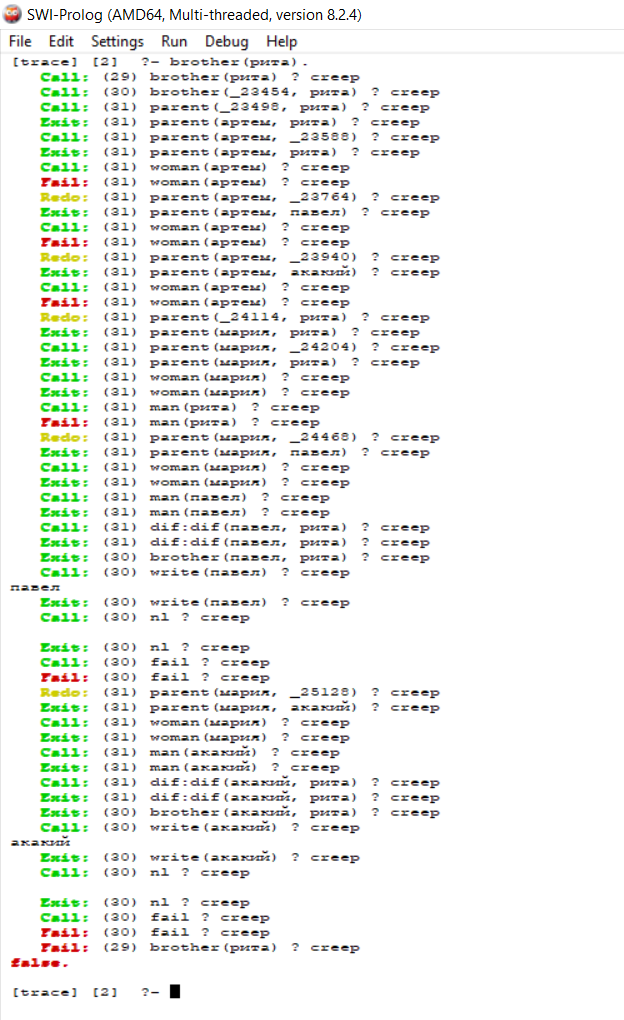 SWI-Prolog (AMD64, Multi-threaded, version 8.2.4)
File Edit Settings Run Debug Help
[trace] [2] ?- brother(рита).
Call: (29) brother(рита) ? creep
Call: (30) brother(_23454, рита) ? creep
Call: (31) parent(_23498, рита) ? creep
Exit: (31) parent(артем, рита) ? creep
Call: (31) parent(артем, _23588) ? creep
Exit: (31) parent(артем, рита) ? creep
Call: (31) woman(артем) ? creep
Fail: (31) woman(артем) ? creep
Redo: (31) parent(артем, _23764) ? creep
Exit: (31) parent(артем, павел) ? creep
Call: (31) woman(артем) ? creep
Fail: (31) woman(артем) ? creep
Redo: (31) parent(артем, _23940) ? creep
Exit: (31) parent(артем, акакий) ? creep
Call: (31) woman(артем) ? creep
Fail: (31) woman(артем) ? creep
Redo: (31) parent(_24114, рита) ? creep
Exit: (31) parent(мария, рита) ? creep
Call: (31) parent(мария, _24204) ? creep
Exit: (31) parent(мария, рита) ? creep
Call: (31) woman(мария) ? creep
Exit: (31) woman(мария) ? creep
Call: (31) man(рита) ? creep
Fail: (31) man(рита) ? creep
Redo: (31) parent(мария, _24468) ? creep
Exit: (31) parent(мария, павел) ? creep
Call: (31) woman(мария) ? creep
Exit: (31) woman(мария) ? creep
Call: (31) man(павел) ? creep
Exit: (31) man(павел) ? creep
Call: (31) dif:dif(павел, рита) ? creep
Exit: (31) dif:dif(павел, рита) ? creep
Exit: (30) brother(павел, рита) ? creep
Call: (30) write(павел) ? creep
павел
Exit: (30) write(павел) ? creep
Call: (30) nl ? creep
Exit: (30) nl ? creep
Call: (30) fail ? creep
Fail: (30) fail ? creep
Redo: (31) parent(мария, _25128) ? creep
Exit: (31) parent(мария, акакий) ? creep
Call: (31) woman(мария) ? creep
Exit: (31) woman(мария) ? creep
Call: (31) man(акакий) ? creep
Exit: (31) man(акакий) ? creep
Call: (31) dif:dif(акакий, рита) ? creep
Exit: (31) dif:dif(акакий, рита) ? creep
Exit: (30) brother(акакий, рита) ? creep
Call: (30) write(акакий) ? creep
акакий
Exit: (30) write(акакий) ? creep
Call: (30) nl ? creep
Exit: (30) nl ? creep
Call: (30) fail ? creep
Fail: (30) fail ? creep
Fail: (29) brother(рита) ? creep
false.
[trace] [2] ?-